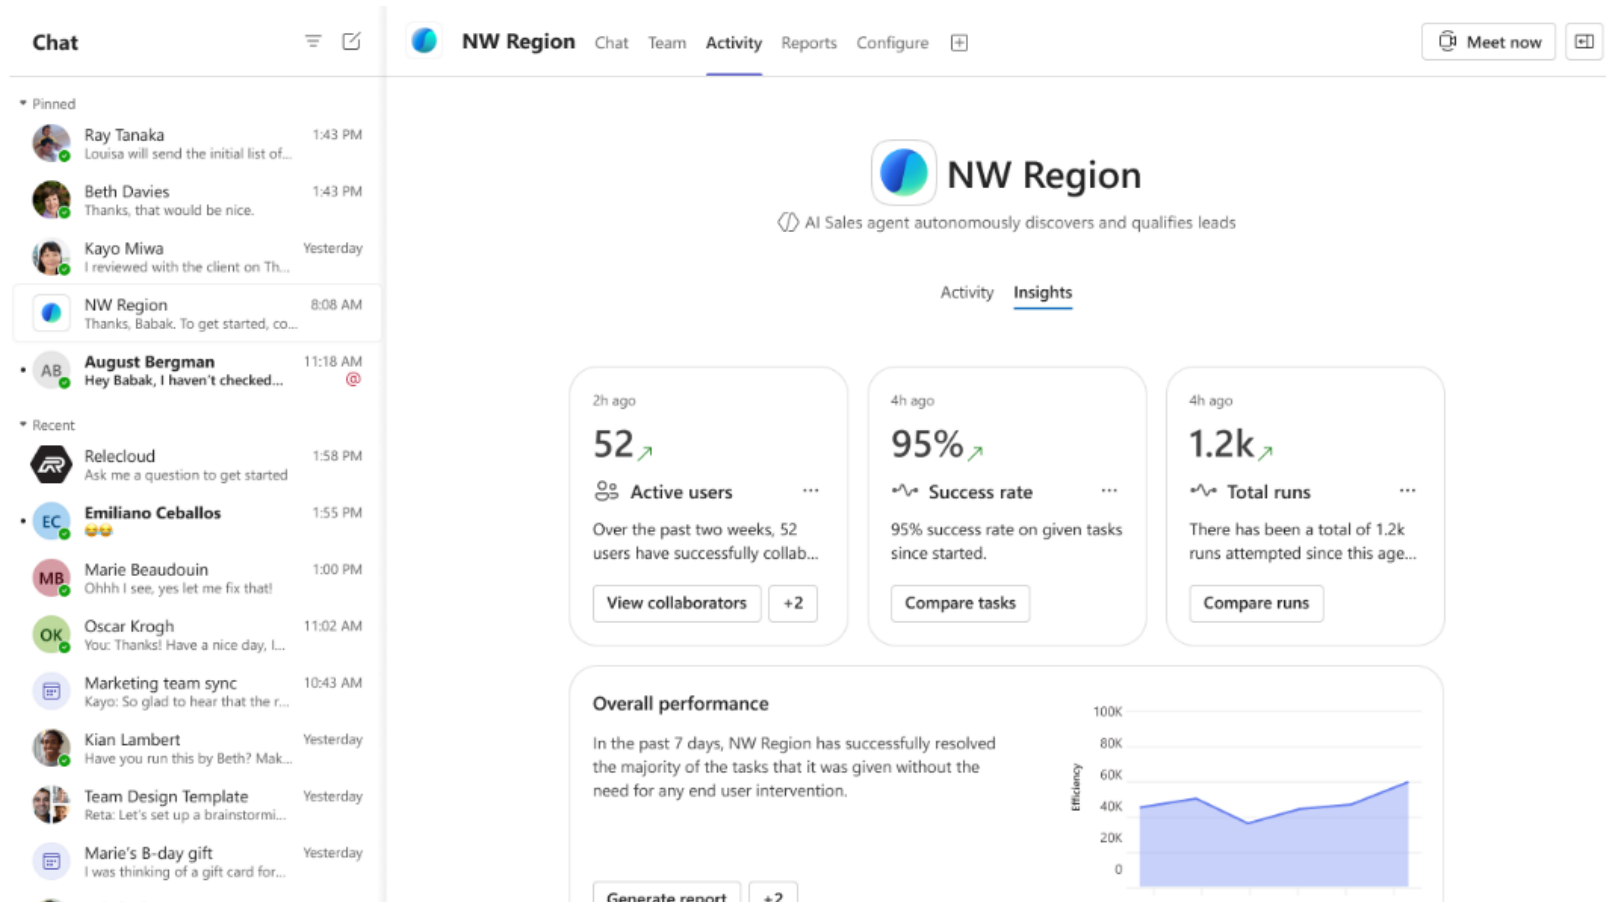 Chat
Pinned
Ray Tanaka 1:43 PM
Louisa will send the initial list of...
Beth Davies 1:43 PM
Thanks, that would be nice.
Kayo Miwa Yesterday
I reviewed with the client on Th...
NW Region 8:08 AM
Thanks, Babak. To get started, co...
AB
August Bergman 11:18 AM
Hey Babak, I haven't checked... @
Recent
Relecloud 1:58 PM
Ask me a question to get started
EC
Emiliano Ceballos 1:55 PM
😂😂
MB
Marie Beaudouin 1:00 PM
Ohhh I see, yes let me fix that!
OK
Oscar Krogh 11:02 AM
You: Thanks! Have a nice day, I...
Marketing team sync 10:43 AM
Kayo: So glad to hear that the r...
Kian Lambert Yesterday
Have you run this by Beth? Mak...
Team Design Template Yesterday
Reta: Let's set up a brainstormi...
Marie's B-day gift Yesterday
I was thinking of a gift card for...
NW Region Chat Team Activity Reports Configure Meet now
NW Region
AI Sales agent autonomously discovers and qualifies leads
Activity Insights
2h ago
52
Active users ...
Over the past two weeks, 52
users have successfully collab...
View collaborators +2
4h ago
95%
Success rate ...
95% success rate on given tasks
since started.
Compare tasks
4h ago
1.2k
Total runs ...
There has been a total of 1.2k
runs attempted since this age...
Compare runs
Overall performance
In the past 7 days, NW Region has successfully resolved
the majority of the tasks that it was given without the
need for any end user intervention.
Generate report +2
Efficiency
100K
80K
60K
40K
20K
0